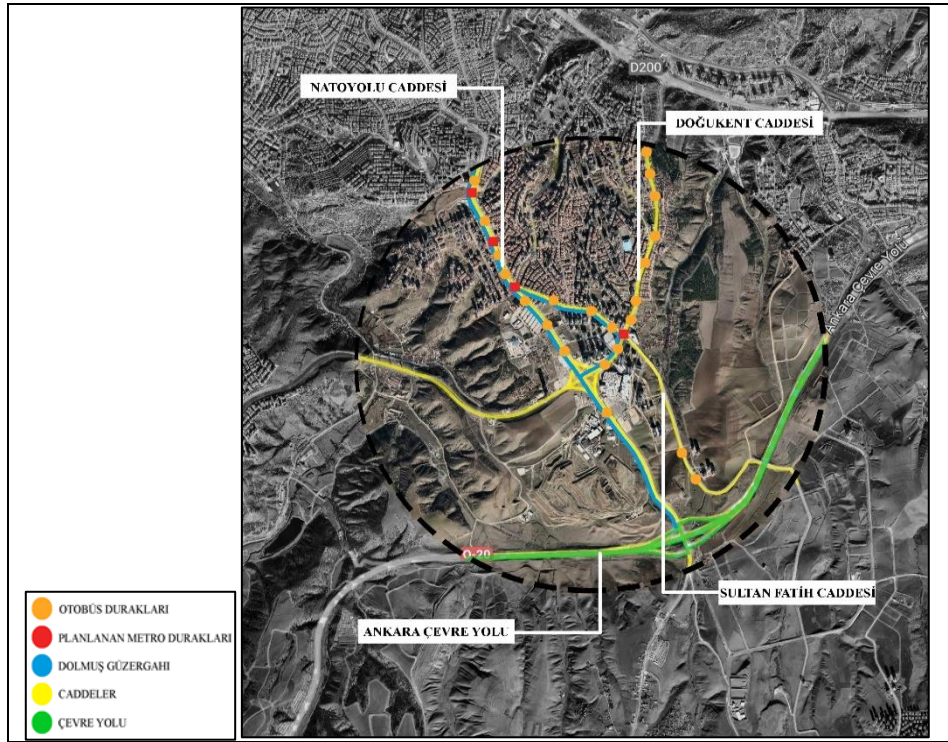 D200
NATOYOLU CADDESİ
DOĞUKENT CADDESİ
Ankara Çevre Yolu
O-20
SULTAN FATİH CADDESİ
ANKARA ÇEVRE YOLU
OTOBÜS DURAKLARI
PLANLANAN METRO DURAKLARI
DOLMUŞ GÜZERGAHI
CADDELER
ÇEVRE YOLU